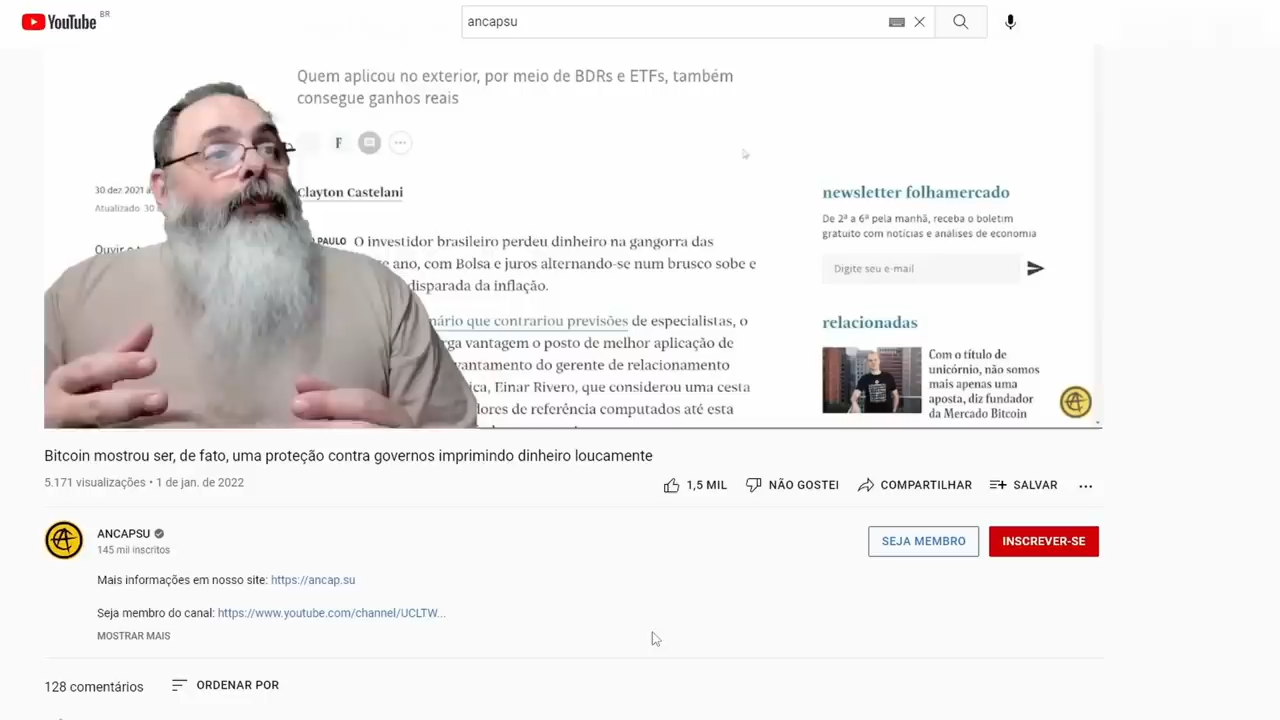 YouTube BR
ancapsu
Quem aplicou no exterior, por meio de BDRs e ETFs, também
consegue ganhos reais
F
30 dez 2021
Atualizado 30
Clayton Castelani
Ouvir o
PAULO O investidor brasileiro perdeu dinheiro na gangorra das
ano, com Bolsa e juros alternando-se num brusco sobe e
disparada da inflação.
nário que contrariou previsões de especialistas, o
rga vantagem o posto de melhor aplicação de
vantamento do gerente de relacionamento
ica, Einar Rivero, que considerou uma cesta
dores de referência computados até esta
newsletter folhamercado
De 2ª a 6ª pela manhã, receba o boletim
gratuito com notícias e análises de economia
Digite seu e-mail
relacionadas
Com o título de
unicórnio, não somos
mais apenas uma
aposta, diz fundador
da Mercado Bitcoin
Bitcoin mostrou ser, de fato, uma proteção contra governos imprimindo dinheiro loucamente
5.171 visualizações • 1 de jan. de 2022
1,5 MIL
NÃO GOSTEI
COMPARTILHAR
SALVAR
ANCAPSU
145 mil inscritos
SEJA MEMBRO
INSCREVER-SE
Mais informações em nosso site: https://ancap.su
Seja membro do canal: https://www.youtube.com/channel/UCLTW...
MOSTRAR MAIS
128 comentários
ORDENAR POR